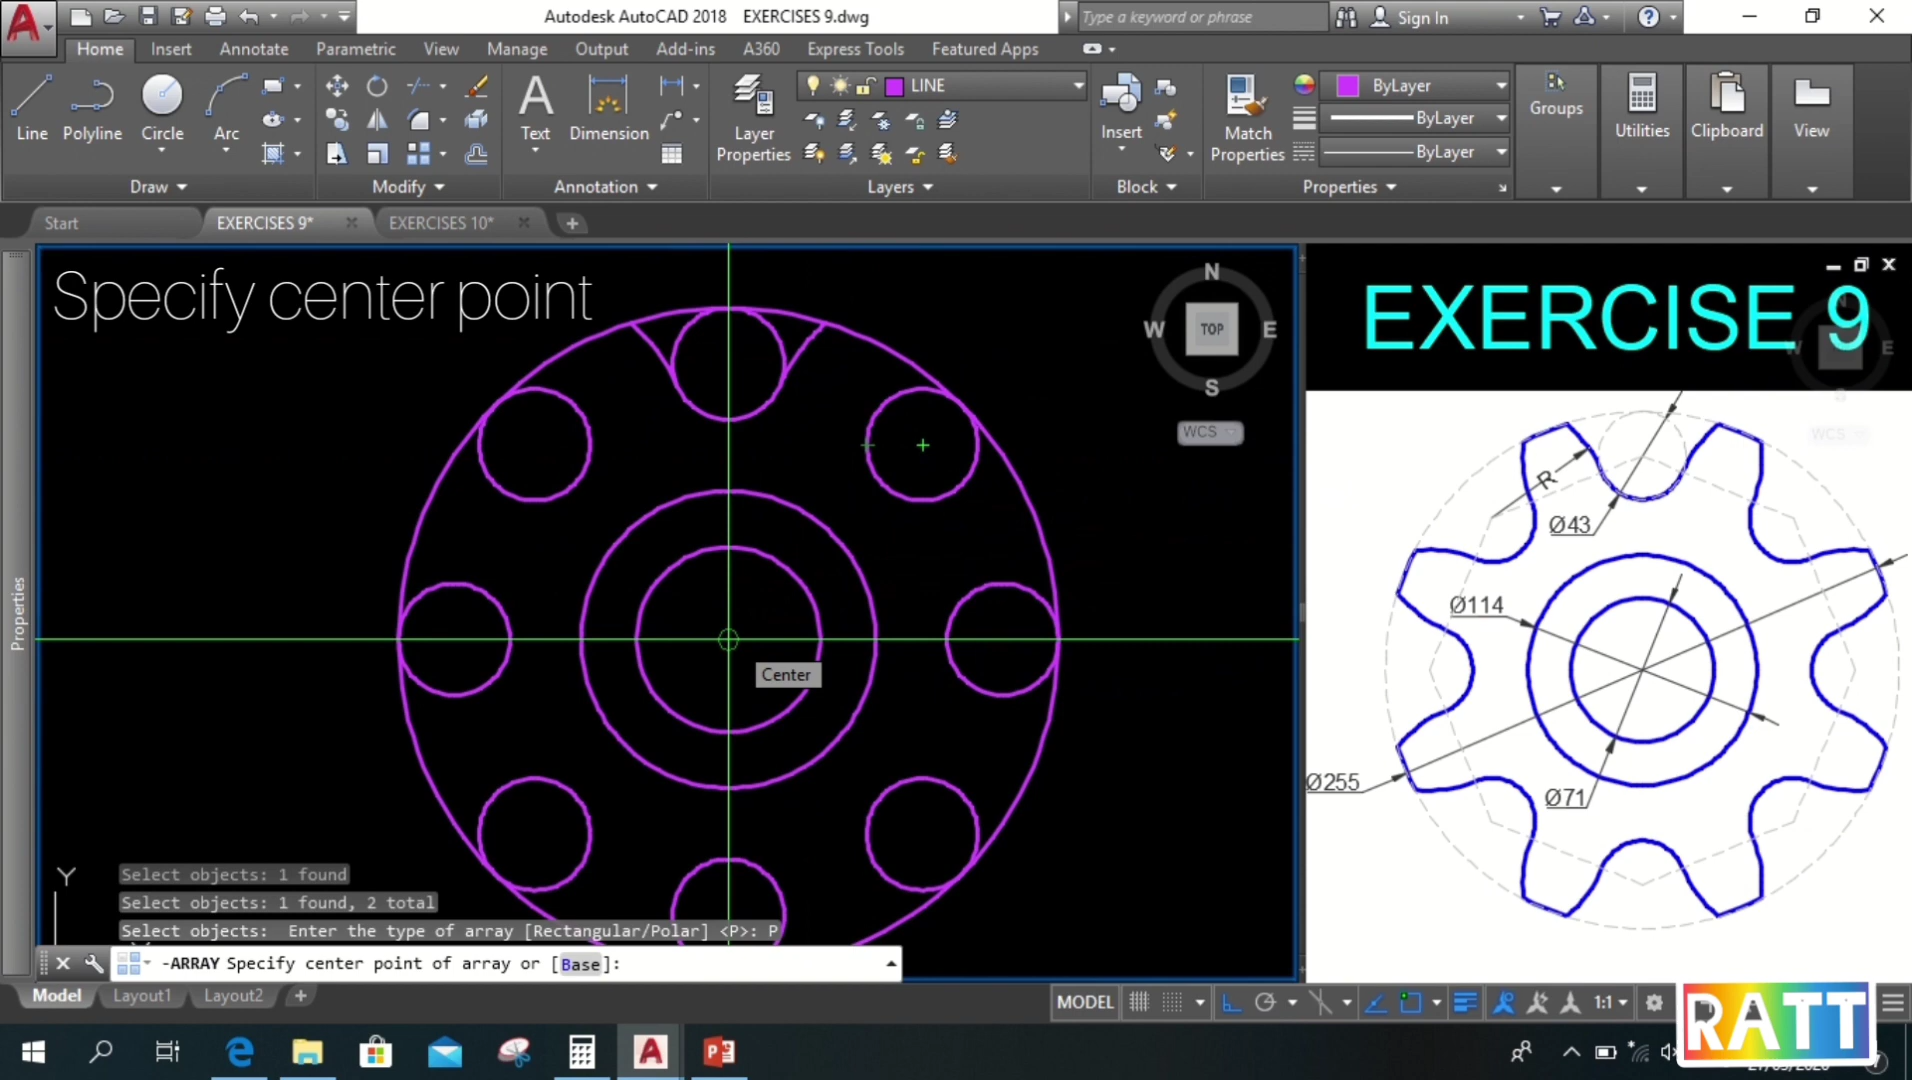 Autodesk AutoCAD 2018 EXERCISES 9.dwg
Type a keyword or phrase
Sign In
Home Insert Annotate Parametric View Manage Output Add-ins A360 Express Tools Featured Apps
Line Polyline Circle Arc
Text Dimension
Layer Properties
LINE
Insert
Match Properties
ByLayer
ByLayer
ByLayer
Groups Utilities Clipboard View
Draw Modify Annotation Layers Block Properties
Start EXERCISES 9* EXERCISES 10*
Specify center point
N
W TOP E
S
WCS
EXERCISE 9
W E
S
WCS
R
Ø43
Ø114
Ø255
Ø71
Center
Properties
Y
Select objects: 1 found
Select objects: 1 found, 2 total
Select objects: Enter the type of array [Rectangular/Polar] <P>: P
-ARRAY Specify center point of array or [Base]:
Model Layout1 Layout2
MODEL
1:1
RATT